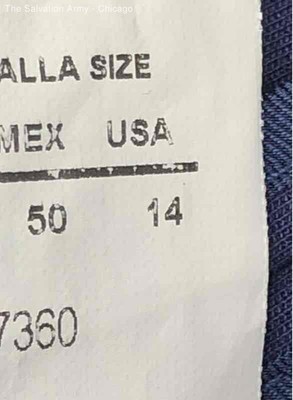 The Salvation Army - Chicago
ALLA SIZE
MEX USA
50 14
7360